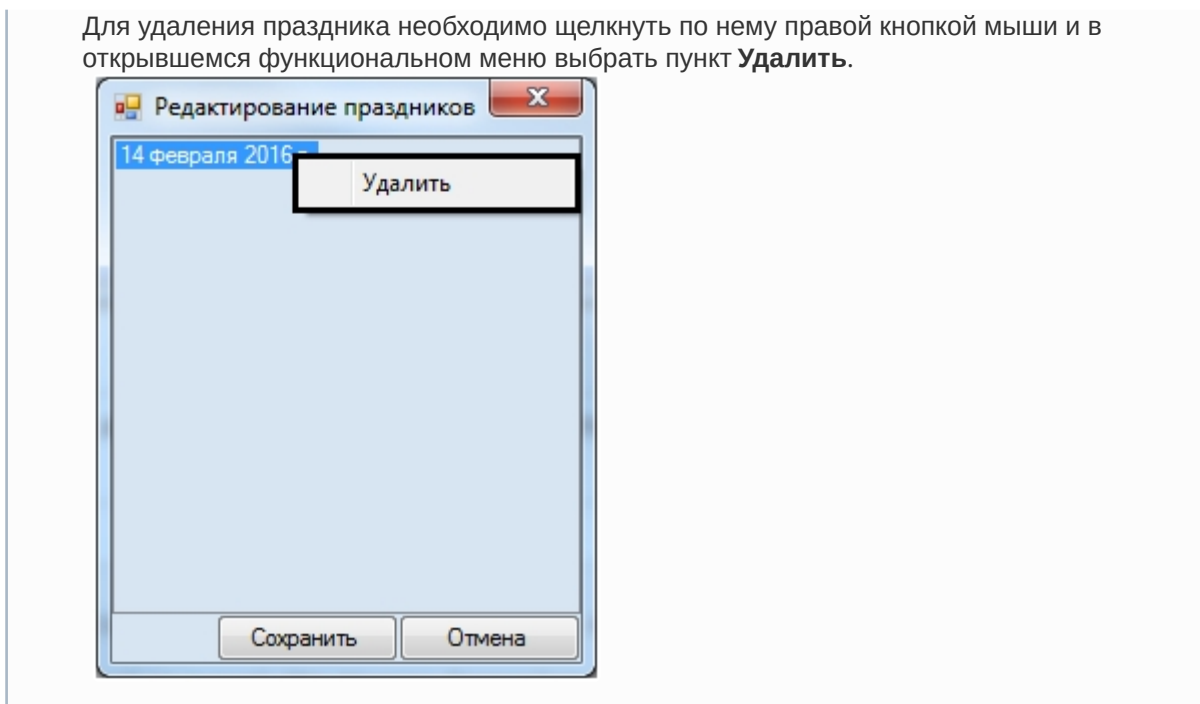 Для удаления праздника необходимо щелкнуть по нему правой кнопкой мыши и в
открывшемся функциональном меню выбрать пункт Удалить.
Редактирование праздников
14 февраля 2016
Удалить
Сохранить Отмена